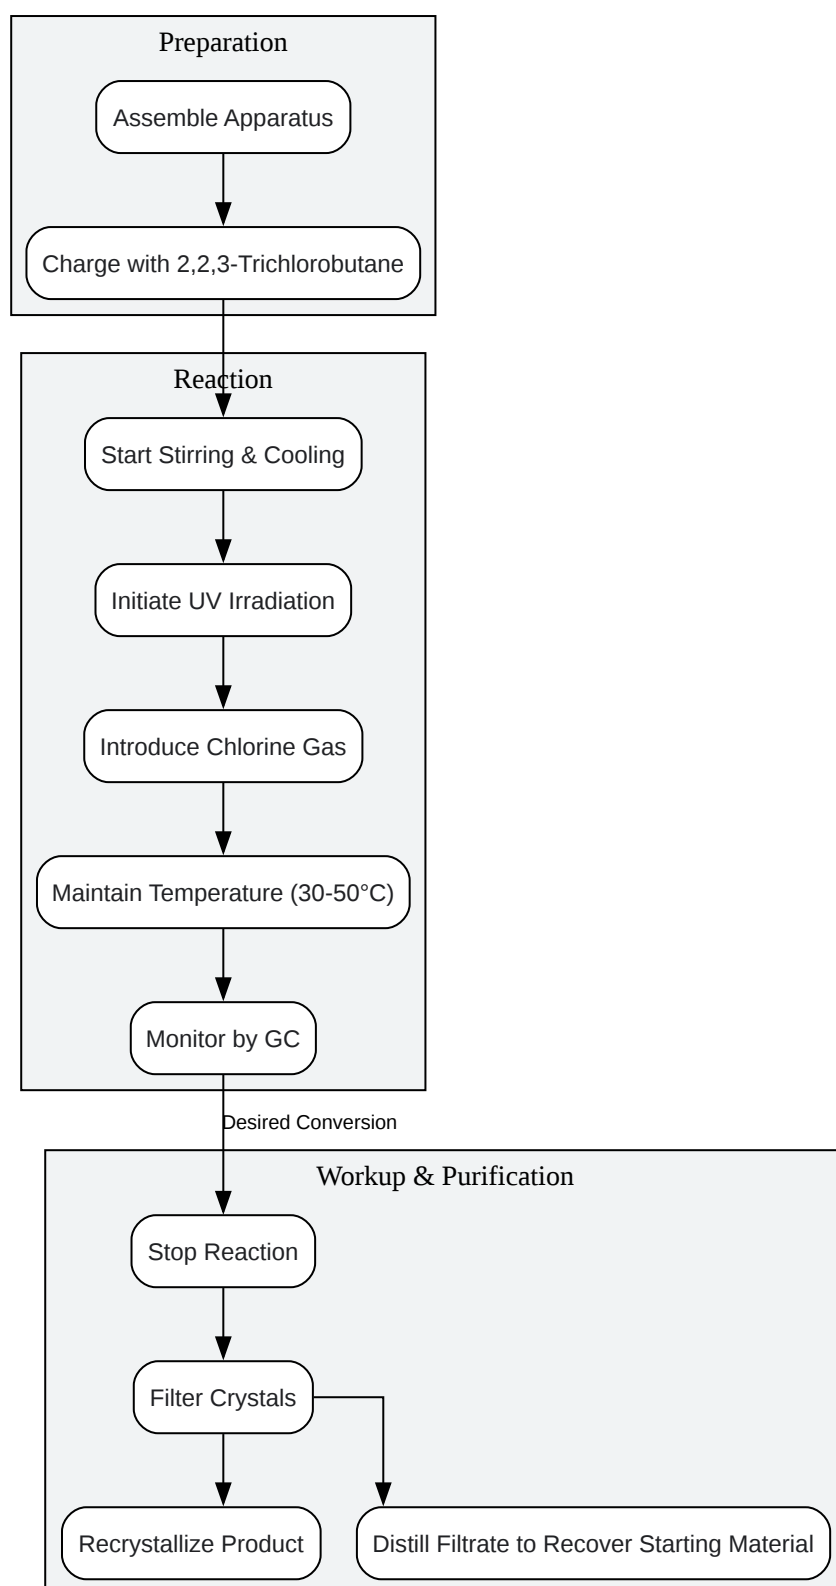 Preparation
Assemble Apparatus
Charge with 2,2,3-Trichlorobutane
Reaction
Start Stirring & Cooling
Initiate UV Irradiation
Introduce Chlorine Gas
Maintain Temperature (30-50°C)
Monitor by GC
Desired Conversion
Workup & Purification
Stop Reaction
Filter Crystals
Recrystallize Product
Distill Filtrate to Recover Starting Material